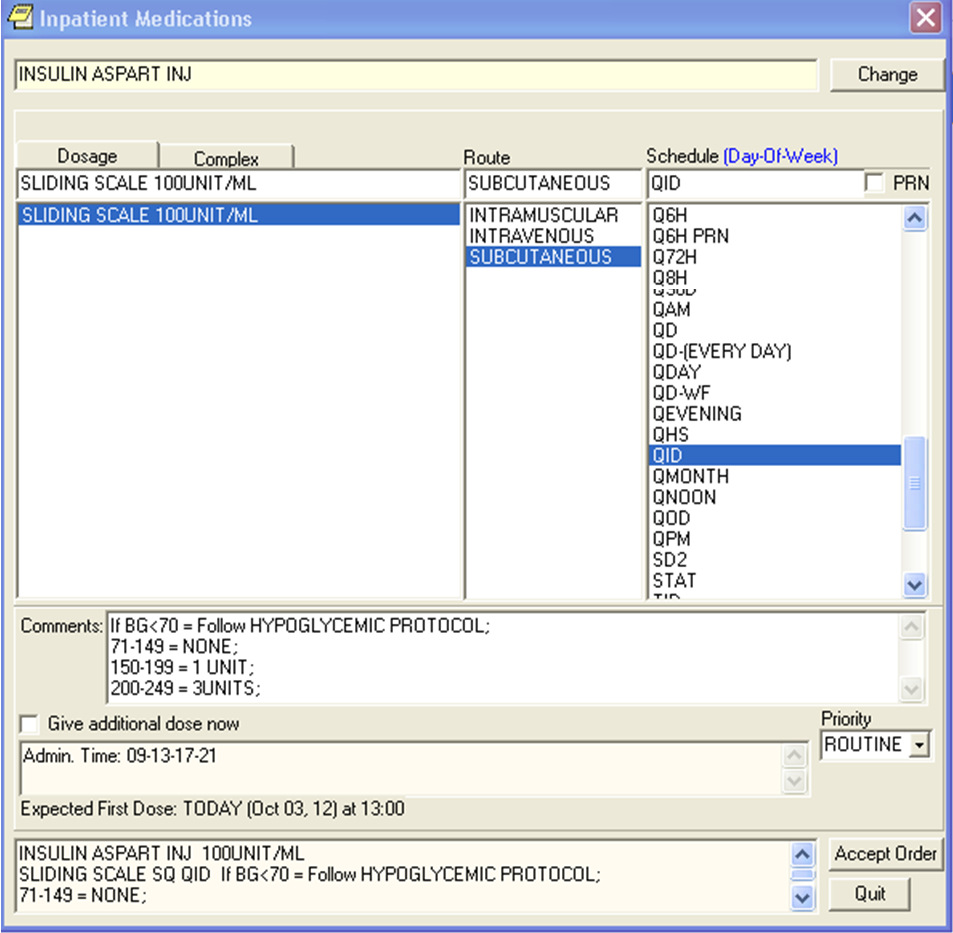 Inpatient Medications
INSULIN ASPART INJ
Change
Dosage
Complex
Route
Schedule (Day-Of-Week)
SLIDING SCALE 100UNIT/ML
SUBCUTANEOUS
QID
PRN
SLIDING SCALE 100UNIT/ML
INTRAMUSCULAR
INTRAVENOUS
SUBCUTANEOUS
Q6H
Q6H PRN
Q72H
Q8H
QAM
QD
QD-(EVERY DAY)
QDAY
QD-WF
QEVENING
QHS
QID
QMONTH
QNOON
QOD
QPM
SD2
STAT
Comments:
If BG<70 = Follow HYPOGLYCEMIC PROTOCOL;
71-149 = NONE;
150-199 = 1 UNIT;
200-249 = 3UNITS;
Give additional dose now
Priority
ROUTINE
Admin. Time: 09-13-17-21
Expected First Dose: TODAY (Oct 03, 12) at 13:00
INSULIN ASPART INJ 100UNIT/ML
SLIDING SCALE SQ QID If BG<70 = Follow HYPOGLYCEMIC PROTOCOL;
71-149 = NONE;
Accept Order
Quit